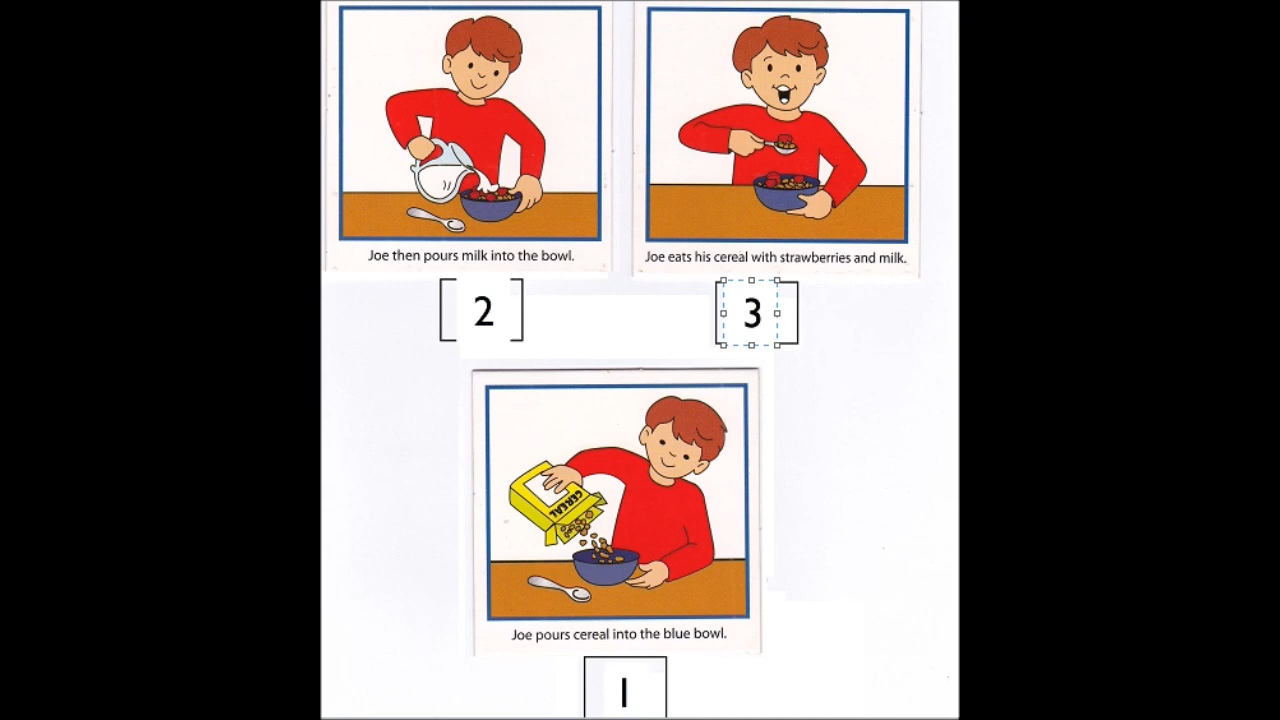 Joe then pours milk into the bowl.
Joe eats his cereal with strawberries and milk.
2
3
CEREAL
Joe pours cereal into the blue bowl.
1